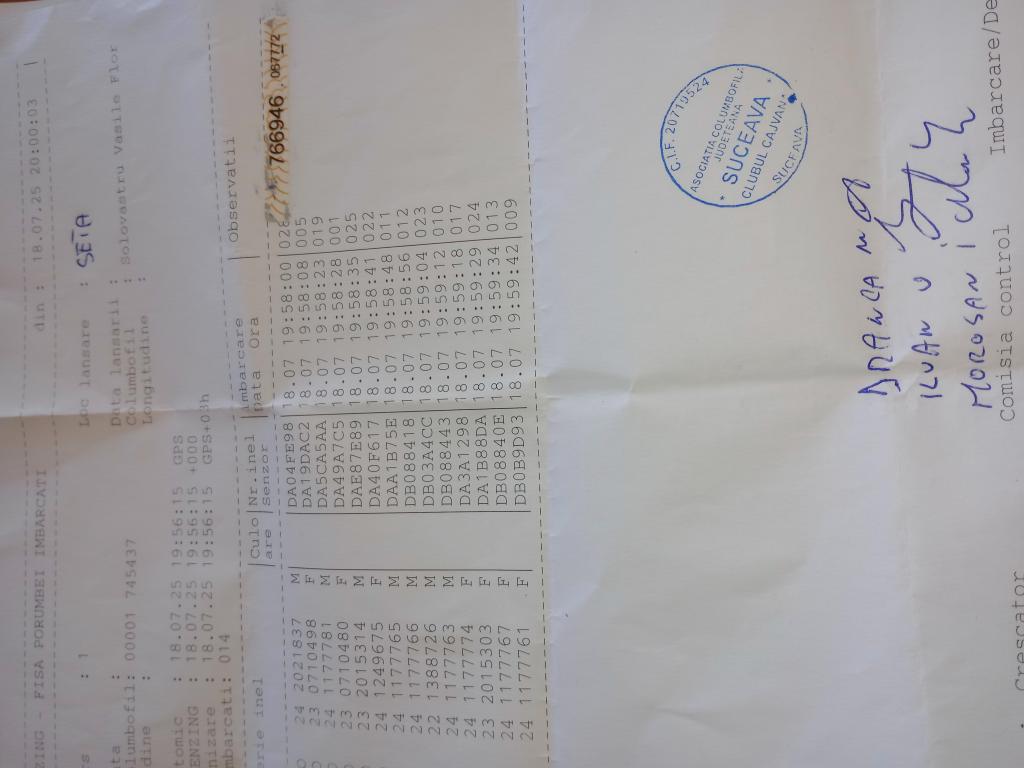 ZING - FISA PORUMBEI IMBARCATI din : 18.07.25 20:00:03 |
rs : 1 Loc lansare : SETA
ata : Data lansarii :
lumbofil: 00001 745437 Columbofil : Solovastru Vasile Flor
dine : Longitudine :
tomic : 18.07.25 19:56:15 GPS
ENZING : 18.07.25 19:56:15 +000
nizare : 18.07.25 19:56:15 GPS+03h
mbarcati: 014
erie inel |Culo|Nr.inel |Imbarcare | Observatii
|are |senzor |Data Ora |
24 2021837 M DA04FE98 18.07 19:58:00 028
23 0710498 F DA19DAC2 18.07 19:58:08 005
24 1177781 M DA5CA5AA 18.07 19:58:23 019
23 0710480 F DA49A7C5 18.07 19:58:28 001
23 2015314 M DAE87E89 18.07 19:58:35 025
24 1249675 F DA40F617 18.07 19:58:41 022
24 1177765 M DAA1B75E 18.07 19:58:48 011
24 1177766 M DB088418 18.07 19:58:56 012
22 1388726 M DB03A4CC 18.07 19:59:04 023
24 1177763 M DB088443 18.07 19:59:12 010
24 1177774 F DA3A1298 18.07 19:59:18 017
23 2015303 F DA1B88DA 18.07 19:59:29 024
24 1177767 F DB08840E 18.07 19:59:34 013
24 1177761 F DB0B9D93 18.07 19:59:42 009
766946 067772
C.I.F. 20719524
ASOCIATIA COLUMBOFILA
JUDETEANA
SUCEAVA
CLUBUL CAJVANA
SUCEAVA
MOROSAN
Crescator Comisia control Imbarcare/De